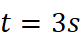 t = 3s